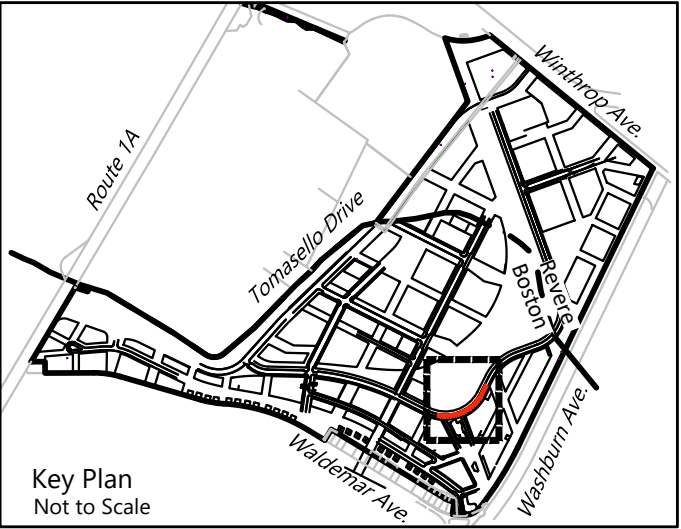 Winthrop Ave.
Route 1A
Tomasello Drive
Revere
Boston
Washburn Ave.
Waldemar Ave.
Key Plan
Not to Scale